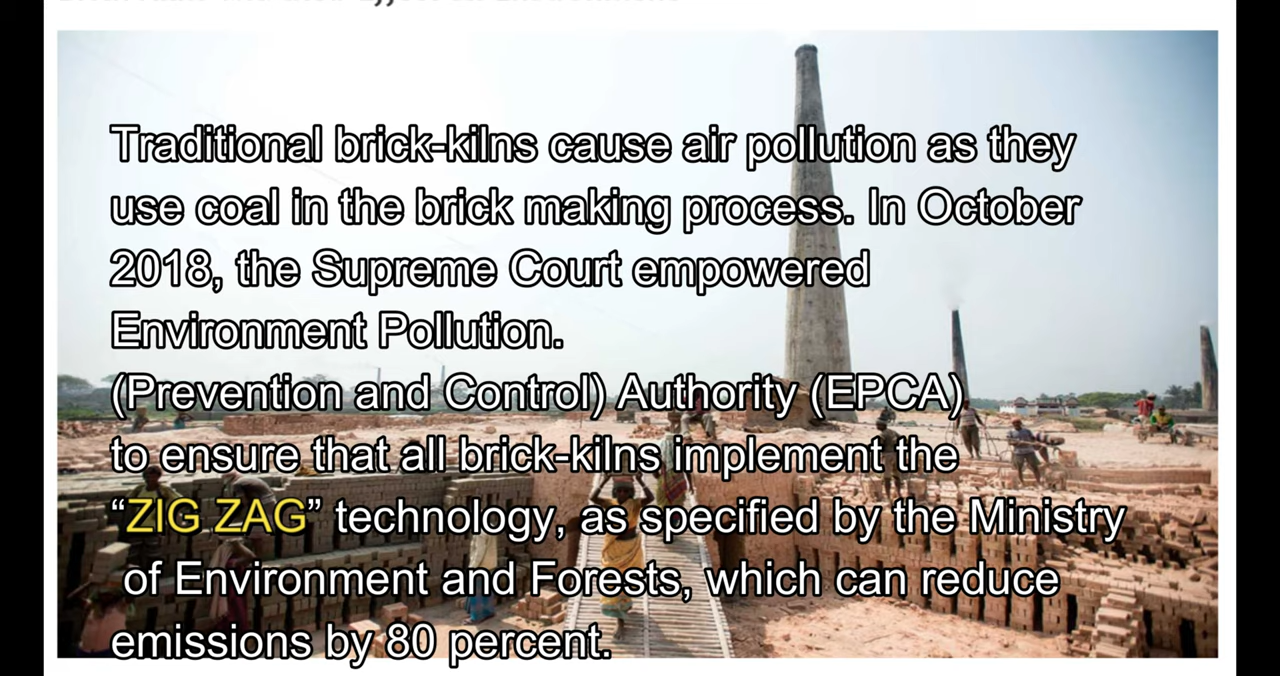 Traditional brick-kilns cause air pollution as they
use coal in the brick making process. In October
2018, the Supreme Court empowered
Environment Pollution.
(Prevention and Control) Authority (EPCA)
to ensure that all brick-kilns implement the
“ZIG ZAG” technology, as specified by the Ministry
of Environment and Forests, which can reduce
emissions by 80 percent.